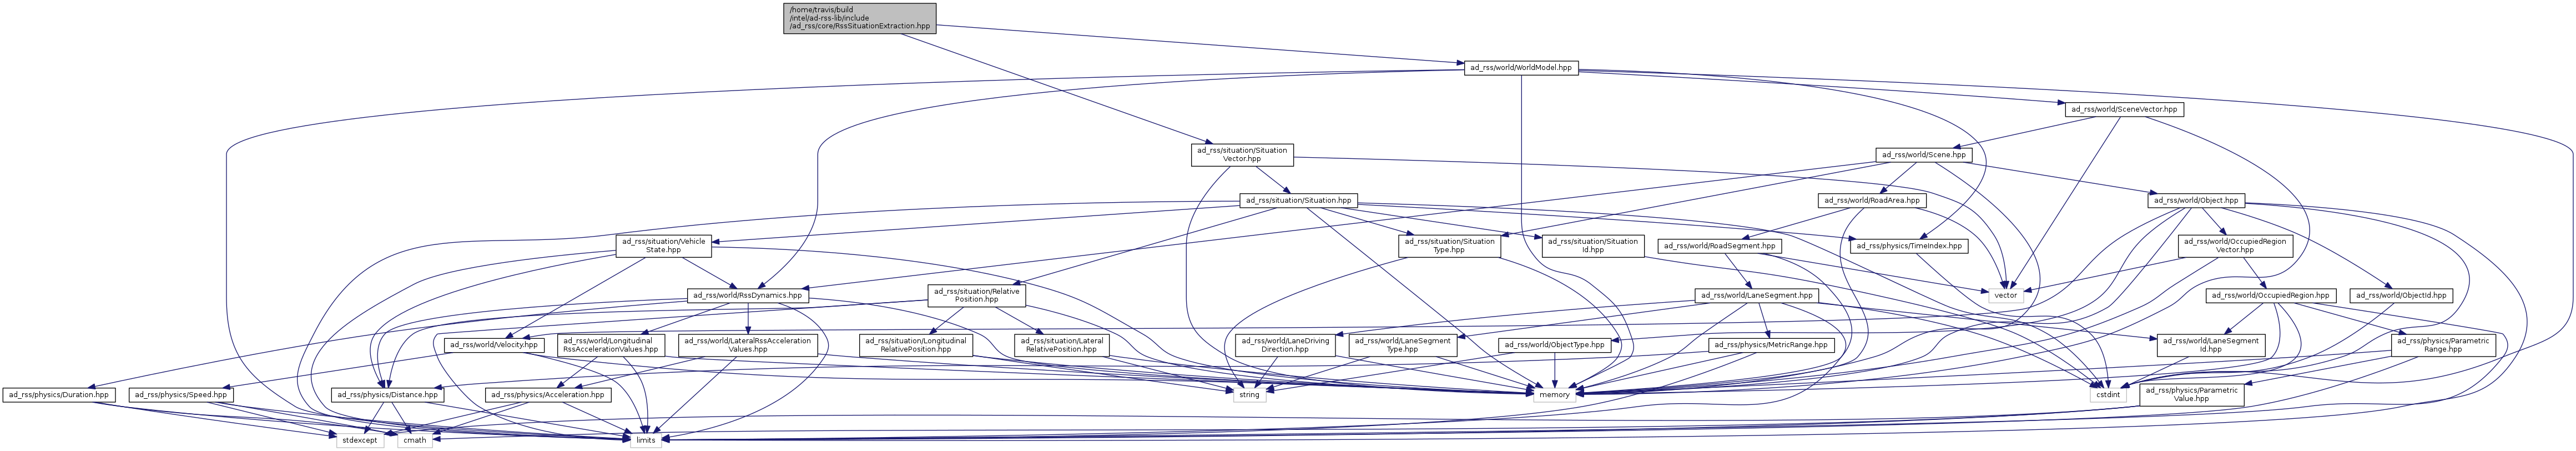 /home/travis/build
/intel/ad-rss-lib/include
/ad_rss/core/RssSituationExtraction.hpp
ad_rss/world/WorldModel.hpp
ad_rss/world/SceneVector.hpp
ad_rss/situation/Situation
Vector.hpp
ad_rss/world/Scene.hpp
ad_rss/situation/Situation.hpp
ad_rss/world/RoadArea.hpp
ad_rss/world/Object.hpp
ad_rss/situation/Vehicle
State.hpp
ad_rss/situation/Situation
Type.hpp
ad_rss/situation/Situation
Id.hpp
ad_rss/world/RoadSegment.hpp
ad_rss/physics/TimeIndex.hpp
ad_rss/world/OccupiedRegion
Vector.hpp
ad_rss/world/RssDynamics.hpp
ad_rss/situation/Relative
Position.hpp
ad_rss/world/LaneSegment.hpp
vector
ad_rss/world/OccupiedRegion.hpp
ad_rss/world/ObjectId.hpp
ad_rss/world/Velocity.hpp
ad_rss/world/Longitudinal
RssAccelerationValues.hpp
ad_rss/world/LateralRssAcceleration
Values.hpp
ad_rss/situation/Longitudinal
RelativePosition.hpp
ad_rss/situation/Lateral
RelativePosition.hpp
ad_rss/world/LaneDriving
Direction.hpp
ad_rss/world/LaneSegment
Type.hpp
ad_rss/world/ObjectType.hpp
ad_rss/physics/MetricRange.hpp
ad_rss/world/LaneSegment
Id.hpp
ad_rss/physics/Parametric
Range.hpp
ad_rss/physics/Duration.hpp
ad_rss/physics/Speed.hpp
ad_rss/physics/Distance.hpp
ad_rss/physics/Acceleration.hpp
string
memory
cstdint
ad_rss/physics/Parametric
Value.hpp
stdexcept
cmath
limits